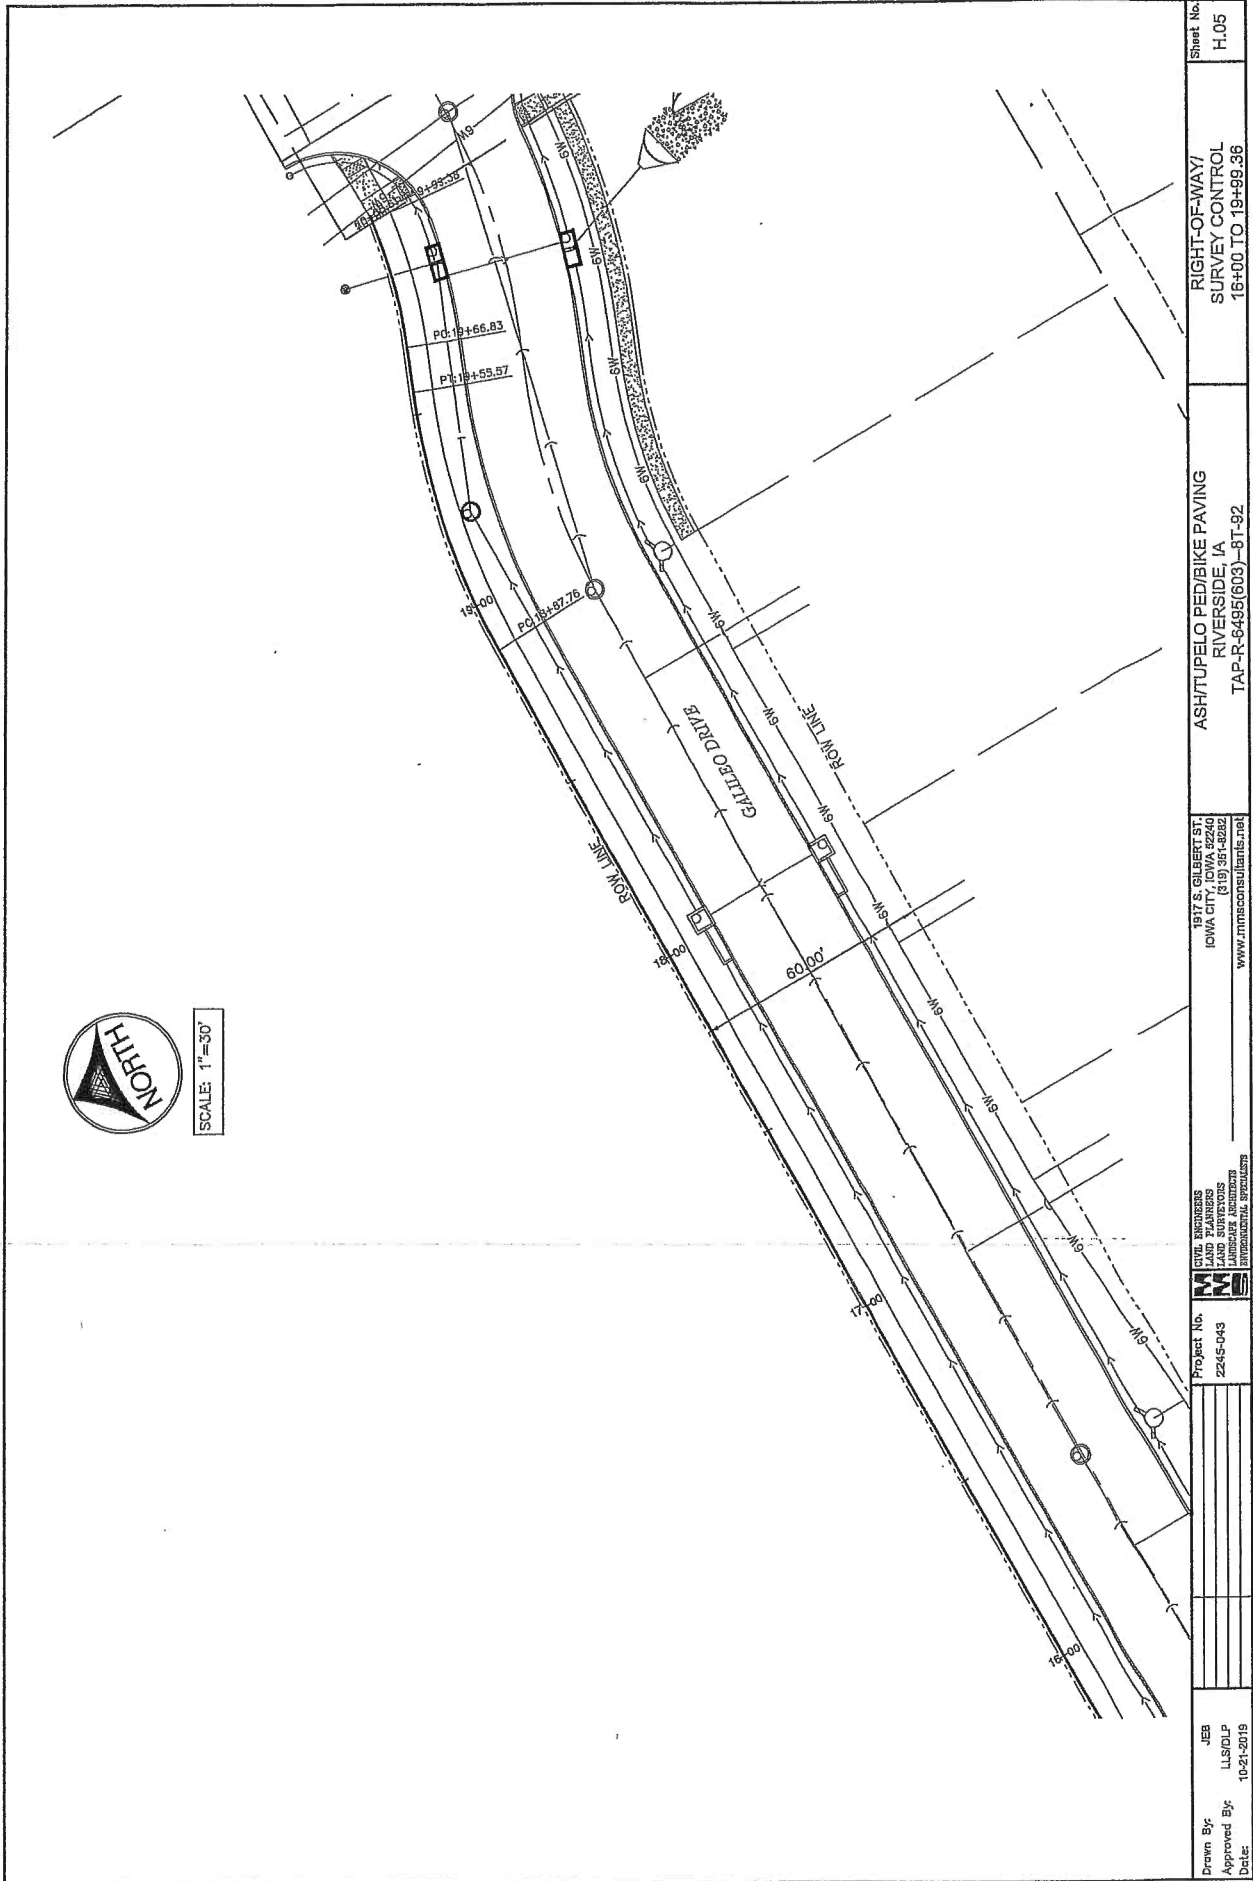 NORTH
SCALE: 1"=30'
16+00
17+00
18+00
19+00
ROW LINE
60.00'
GALILEO DRIVE
ROW LINE
PC:18+87.76
PT:19+55.57
PC:19+66.83
6W
6W
6W
6W
6W
6W
6W
6W
6W
6W
6W
6W
6W
Drawn By: JEB
Approved By: LLS/DLP
Date: 10-21-2019
Project No.
2245-043
MMS
CIVIL ENGINEERS
LAND PLANNERS
LAND SURVEYORS
LANDSCAPE ARCHITECTS
ENVIRONMENTAL SPECIALISTS
1917 S. GILBERT ST.
IOWA CITY, IOWA 52240
(319) 351-8282
www.mmsconsultants.net
ASH/TUPELO PED/BIKE PAVING
RIVERSIDE, IA
TAP-R-6495(603)--8T-92
RIGHT-OF-WAY/
SURVEY CONTROL
16+00 TO 19+99.36
Sheet No.
H.05